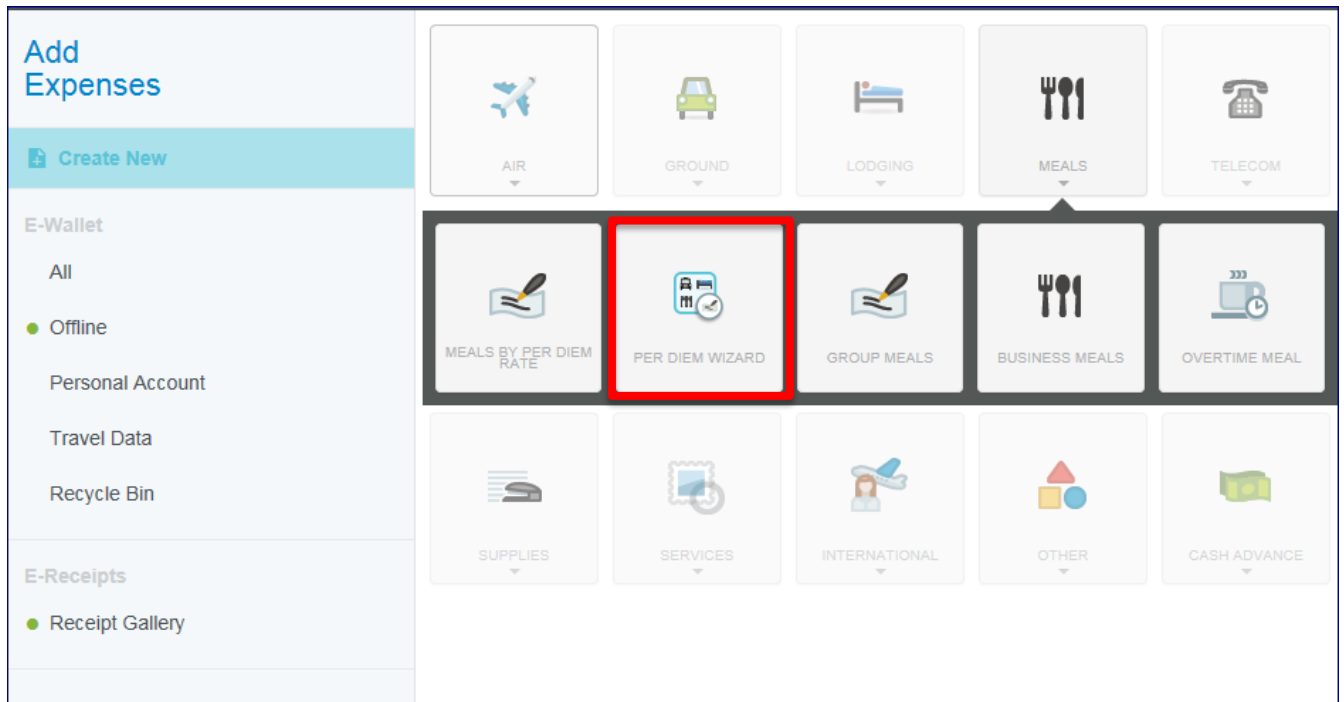 Add
Expenses
Create New
E-Wallet
All
Offline
Personal Account
Travel Data
Recycle Bin
E-Receipts
Receipt Gallery
AIR
GROUND
LODGING
MEALS
TELECOM
MEALS BY PER DIEM
RATE
PER DIEM WIZARD
GROUP MEALS
BUSINESS MEALS
OVERTIME MEAL
SUPPLIES
SERVICES
INTERNATIONAL
OTHER
CASH ADVANCE